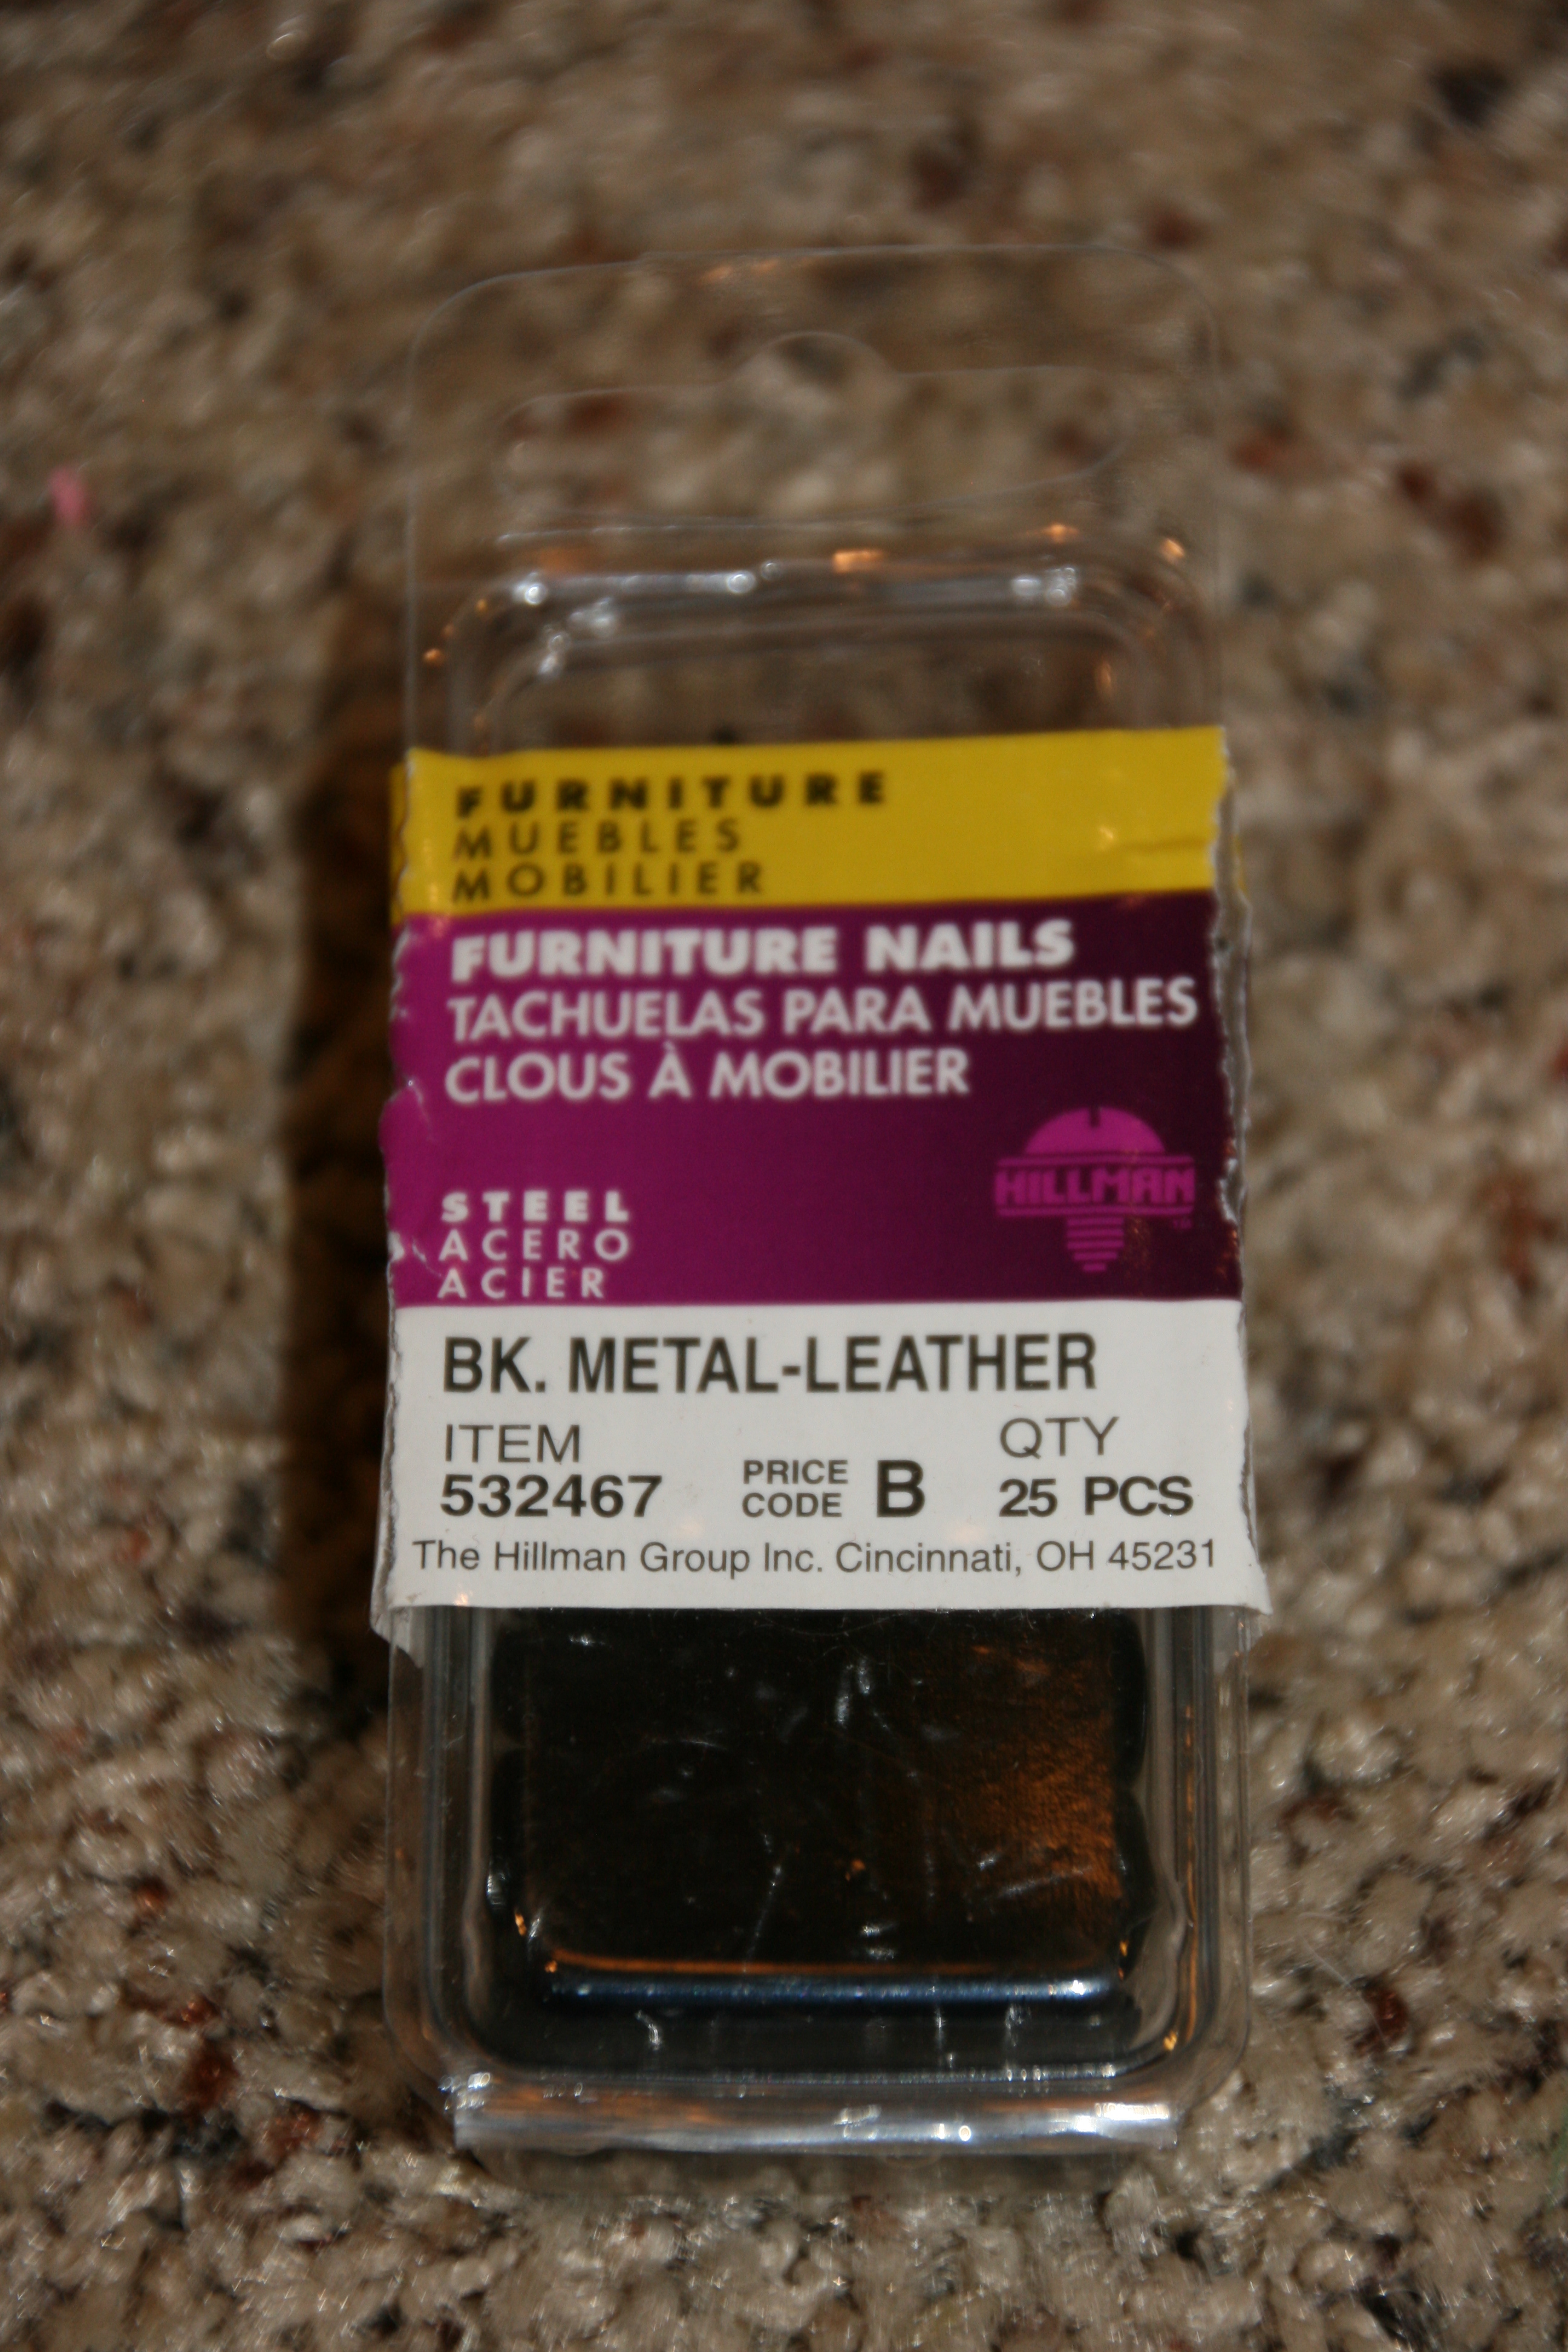 FURNITURE
MUEBLES
MOBILIER
FURNITURE NAILS
TACHUELAS PARA MUEBLES
CLOUS À MOBILIER
HILLMAN
STEEL
ACERO
ACIER
BK. METAL-LEATHER
ITEM
532467
PRICE
CODE B
QTY
25 PCS
The Hillman Group Inc. Cincinnati, OH 45231